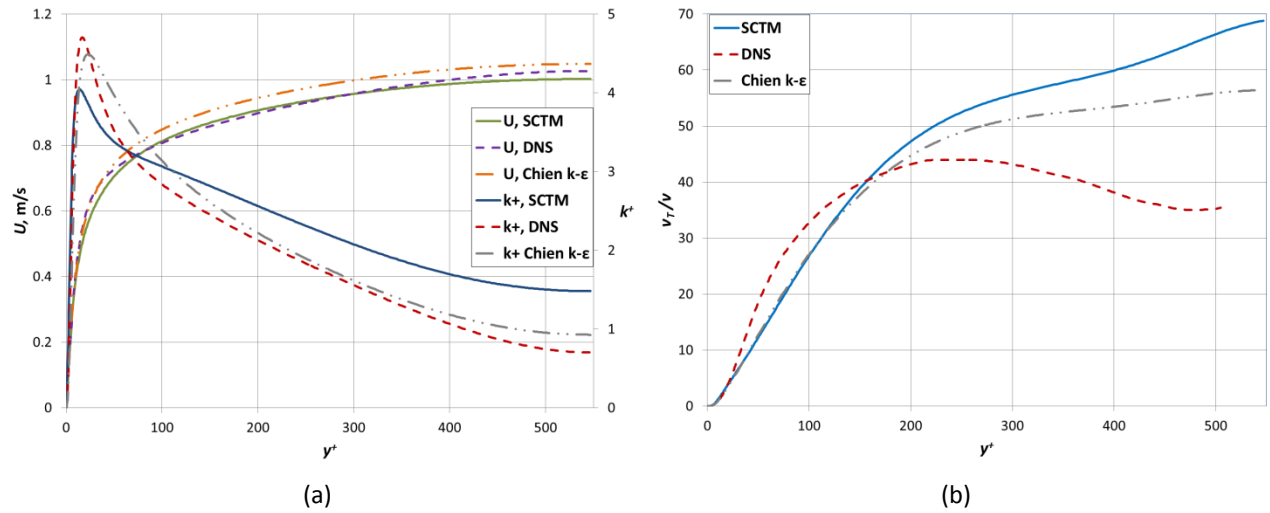 1.2
1
0.8
0.6
0.4
0.2
0
U, m/s
0 100 200 300 400 500
y⁺
5
4
3
2
1
0
k⁺
U, SCTM
U, DNS
U, Chien k-ε
k+, SCTM
k+, DNS
k+ Chien k-ε
(a)
70
60
50
40
30
20
10
0
ν_T/ν
SCTM
DNS
Chien k-ε
0 100 200 300 400 500
y⁺
(b)